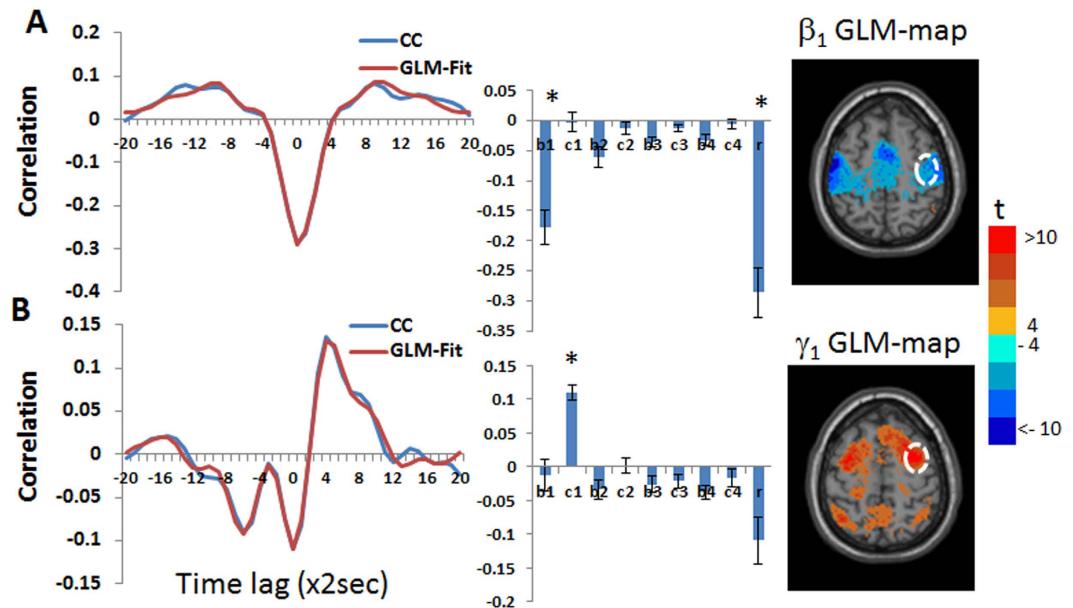 A
0.2
0.1
0
-0.1
-0.2
-0.3
-0.4
Correlation
-20 -16 -12 -8 -4 0 4 8 12 16 20
CC
GLM-Fit
0.05
0
-0.05
-0.1
-0.15
-0.2
-0.25
-0.3
-0.35
* *
b1 c1 b2 c2 b3 c3 b4 c4 r
β1 GLM-map
t
>10
4
- 4
<- 10
B
0.15
0.1
0.05
0
-0.05
-0.1
-0.15
Correlation
-20 -16 -12 -8 -4 0 4 8 12 16 20
CC
GLM-Fit
Time lag (x2sec)
0.15
0.1
0.05
0
-0.05
-0.1
0.15
-0.2
*
b1 c1 b2 c2 b3 c3 b4 c4 r
γ1 GLM-map